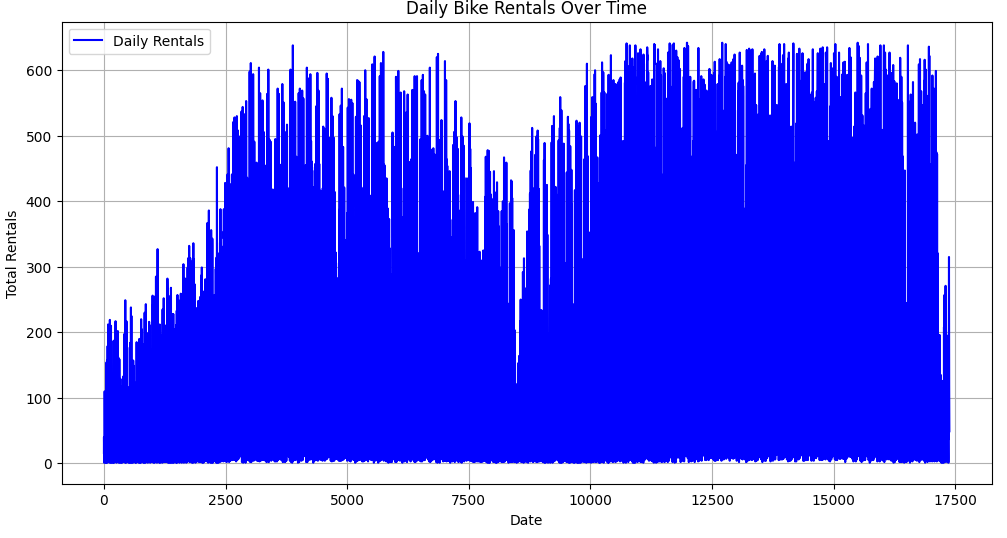 Daily Bike Rentals Over Time
Daily Rentals
Total Rentals
600
500
400
300
200
100
0
0 2500 5000 7500 10000 12500 15000 17500
Date